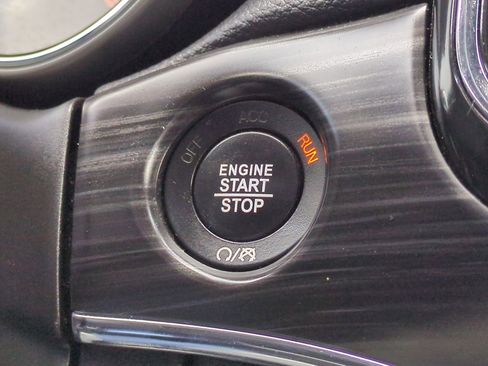 OFF ACC RUN
ENGINE
START
STOP